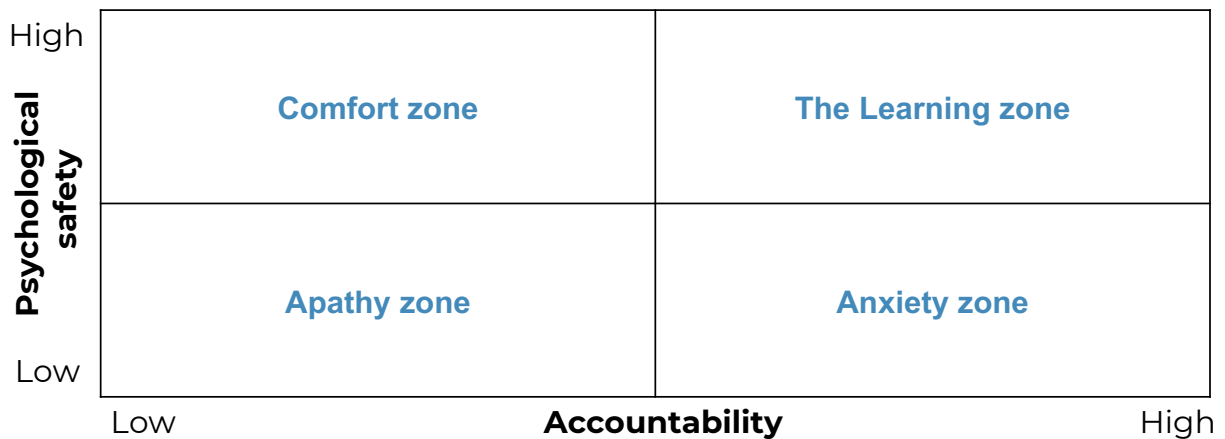 High
Comfort zone
The Learning zone
Psychological
safety
Apathy zone
Anxiety zone
Low
Low
Accountability
High